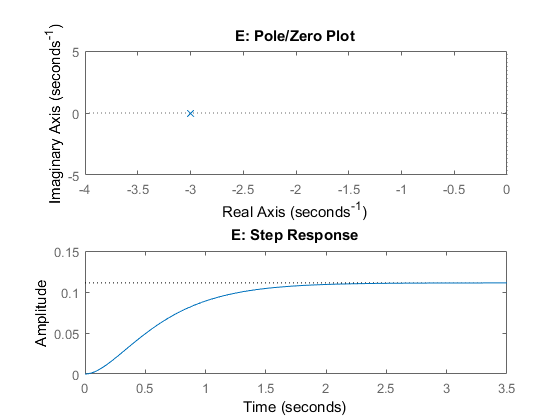 E: Pole/Zero Plot
Imaginary Axis (seconds⁻¹)
5
0
-5
-4 -3.5 -3 -2.5 -2 -1.5 -1 -0.5 0
Real Axis (seconds⁻¹)
E: Step Response
Amplitude
0.15
0.1
0.05
0
0 0.5 1 1.5 2 2.5 3 3.5
Time (seconds)